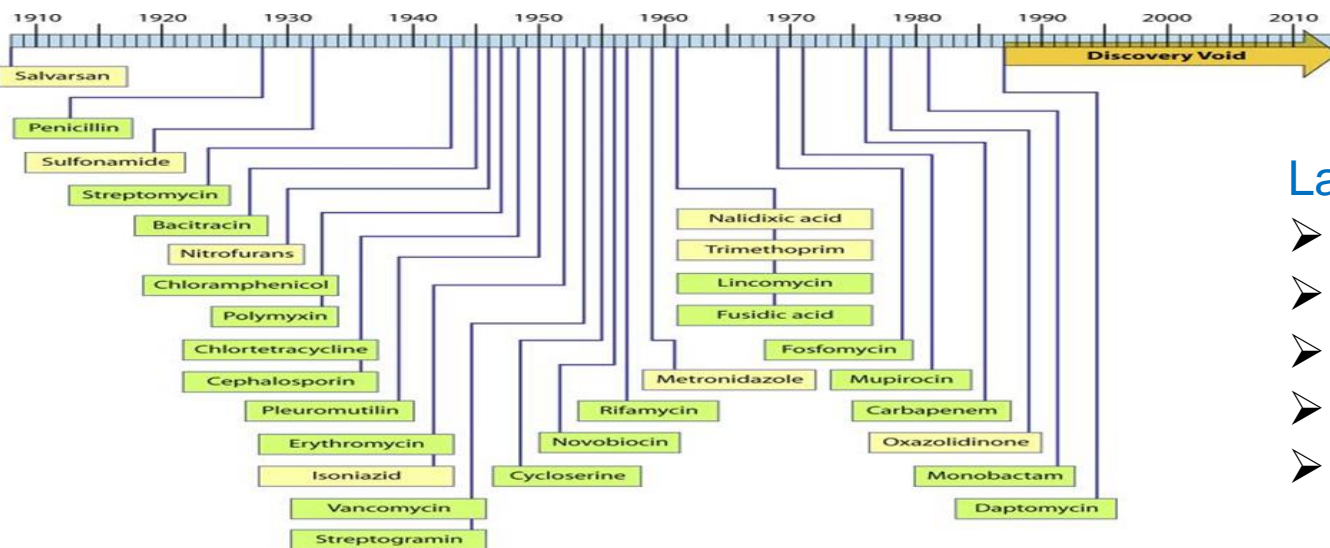 1910 1920 1930 1940 1950 1960 1970 1980 1990 2000 2010
Discovery Void
Salvarsan
Penicillin
Sulfonamide
Streptomycin
Bacitracin
Nitrofurans
Chloramphenicol
Polymyxin
Chlortetracycline
Cephalosporin
Pleuromutilin
Erythromycin
Isoniazid
Vancomycin
Streptogramin
Cycloserine
Novobiocin
Rifamycin
Metronidazole
Nalidixic acid
Trimethoprim
Lincomycin
Fusidic acid
Fosfomycin
Mupirocin
Carbapenem
Oxazolidinone
Monobactam
Daptomycin
La